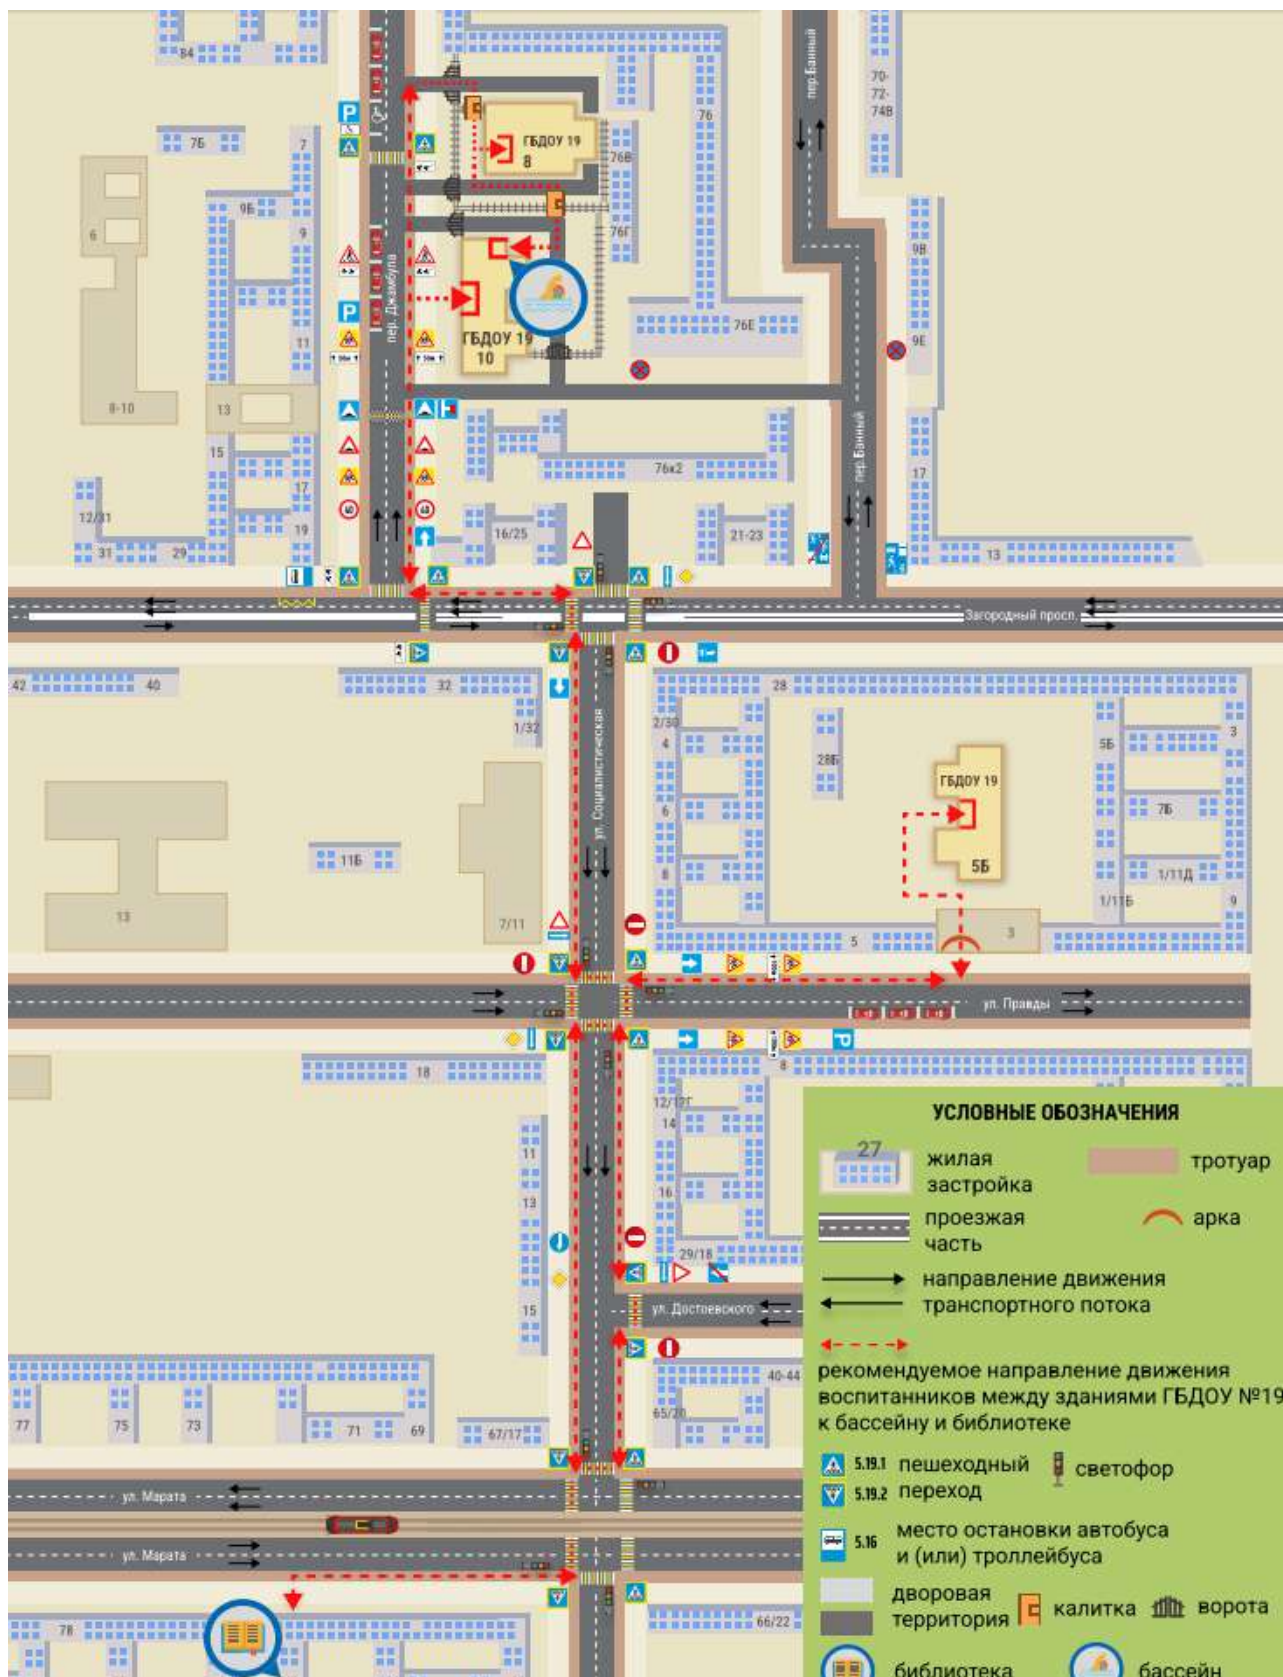 84
7Б
7
9Б
9
6
11
8-10
13
15
17
12/31
31
29
19
пер. Джамбула
ГБДОУ 19
8
76В
76
76Г
ГБДОУ 19
10
76Е
76к2
16/25
21-23
пер.Банный
пер.Банный
70-
72-
74В
9В
9Е
17
13
Загородный просп.
42
40
32
1/32
ул. Социалистическая
2/30
4
28
28Б
5Б
3
6
8
ГБДОУ 19
5Б
7Б
1/11Д
1/11Б
9
11Б
13
7/11
5
3
ул. Правды
18
8
14
16
11
13
15
29/18
ул. Достоевского
40-44
65/20
77
75
73
71
69
67/17
ул. Марата
ул. Марата
78
66/22
УСЛОВНЫЕ ОБОЗНАЧЕНИЯ
27
жилая
застройка
тротуар
проезжая
часть
арка
направление движения
транспортного потока
рекомендуемое направление движения
воспитанников между зданиями ГБДОУ №19
к бассейну и библиотеке
5.19.1 пешеходный
5.19.2 переход
светофор
5.16 место остановки автобуса
и (или) троллейбуса
дворовая
территория
калитка
ворота
библиотека
бассейн